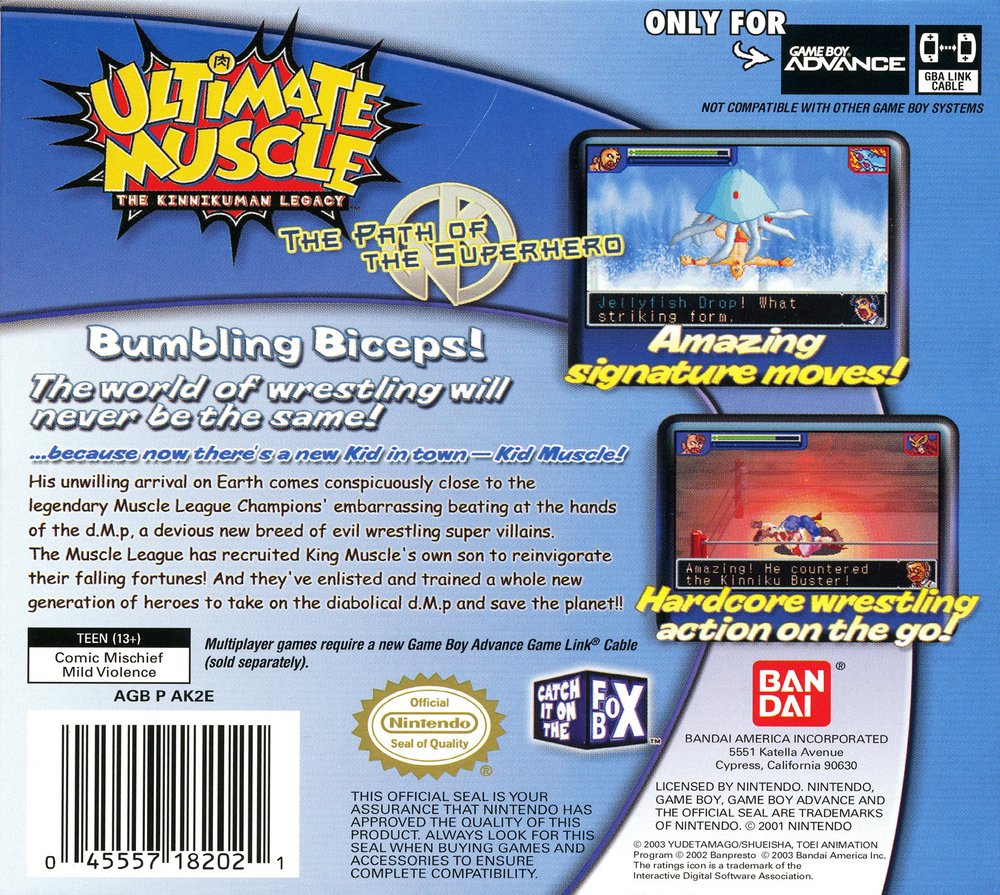 ONLY FOR
GAME BOY
ADVANCE
GBA LINK
CABLE
NOT COMPATIBLE WITH OTHER GAME BOY SYSTEMS
肉
ULTIMATE
MUSCLE
THE KINNIKUMAN LEGACY™
THE PATH OF
THE SUPERHERO
Jellyfish Drop! What
striking form.
Amazing
signature moves!
Bumbling Biceps!
The world of wrestling will
never be the same!
...because now there's a new Kid in town — Kid Muscle!
His unwilling arrival on Earth comes conspicuously close to the
legendary Muscle League Champions' embarrassing beating at the hands
of the d.M.p, a devious new breed of evil wrestling super villains.
The Muscle League has recruited King Muscle's own son to reinvigorate
their falling fortunes! And they've enlisted and trained a whole new
generation of heroes to take on the diabolical d.M.p and save the planet!!
Amazing! He countered
the Kinniku Buster!
Hardcore wrestling
action on the go!
TEEN (13+)
Comic Mischief
Mild Violence
AGB P AK2E
Multiplayer games require a new Game Boy Advance Game Link® Cable
(sold separately).
Official
Nintendo
Seal of Quality
®
CATCH
IT ON
THE
FOX
BOX
™
THIS OFFICIAL SEAL IS YOUR
ASSURANCE THAT NINTENDO HAS
APPROVED THE QUALITY OF THIS
PRODUCT. ALWAYS LOOK FOR THIS
SEAL WHEN BUYING GAMES AND
ACCESSORIES TO ENSURE
COMPLETE COMPATIBILITY.
0 45557 18202 1
BAN
DAI
®
BANDAI AMERICA INCORPORATED
5551 Katella Avenue
Cypress, California 90630
LICENSED BY NINTENDO. NINTENDO,
GAME BOY, GAME BOY ADVANCE AND
THE OFFICIAL SEAL ARE TRADEMARKS
OF NINTENDO. © 2001 NINTENDO
© 2003 YUDETAMAGO/SHUEISHA, TOEI ANIMATION
Program © 2002 Banpresto © 2003 Bandai America Inc.
The ratings icon is a trademark of the
Interactive Digital Software Association.